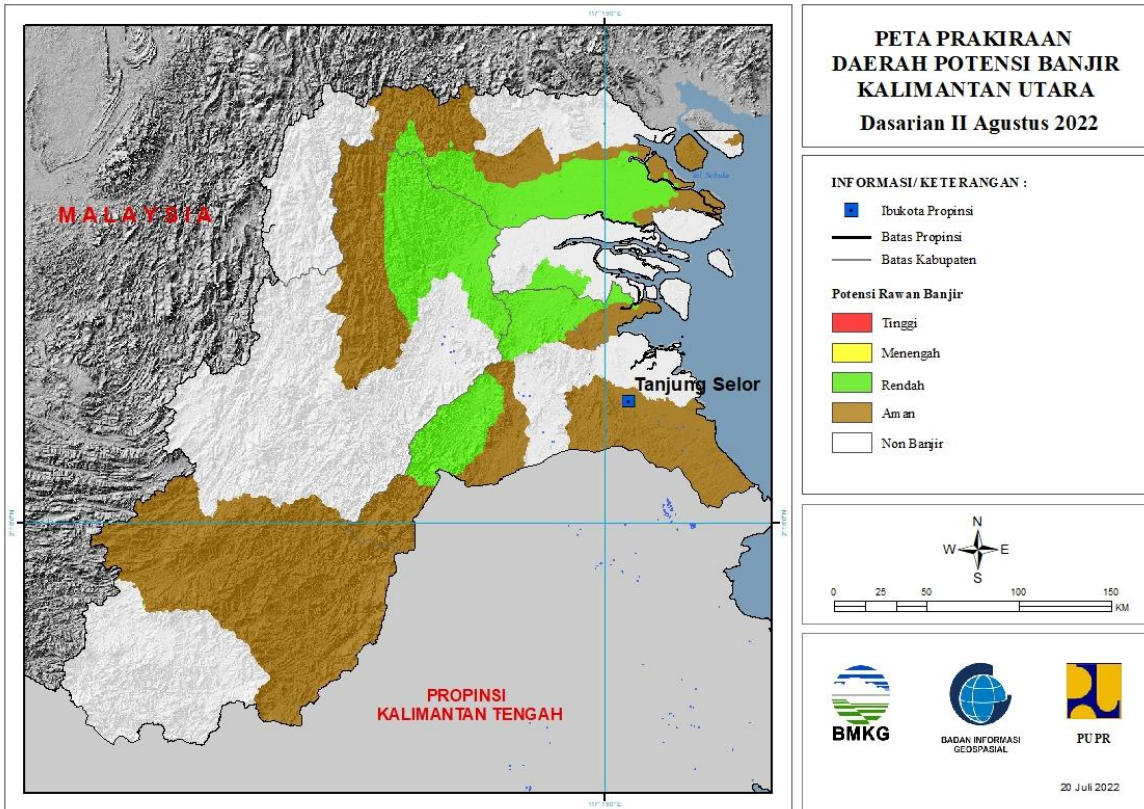 PETA PRAKIRAAN
DAERAH POTENSI BANJIR
KALIMANTAN UTARA
Dasarian II Agustus 2022
INFORMASI/ KETERANGAN :
Ibukota Propinsi
Batas Propinsi
Batas Kabupaten
Potensi Rawan Banjir
Tinggi
Menengah
Rendah
Aman
Non Banjir
MALAYSIA
Tanjung Selor
PROPINSI
KALIMANTAN TENGAH
N
W E
S
0 25 50 100 150
KM
BMKG
BADAN INFORMASI
GEOSPASIAL
PUPR
20 Juli 2022